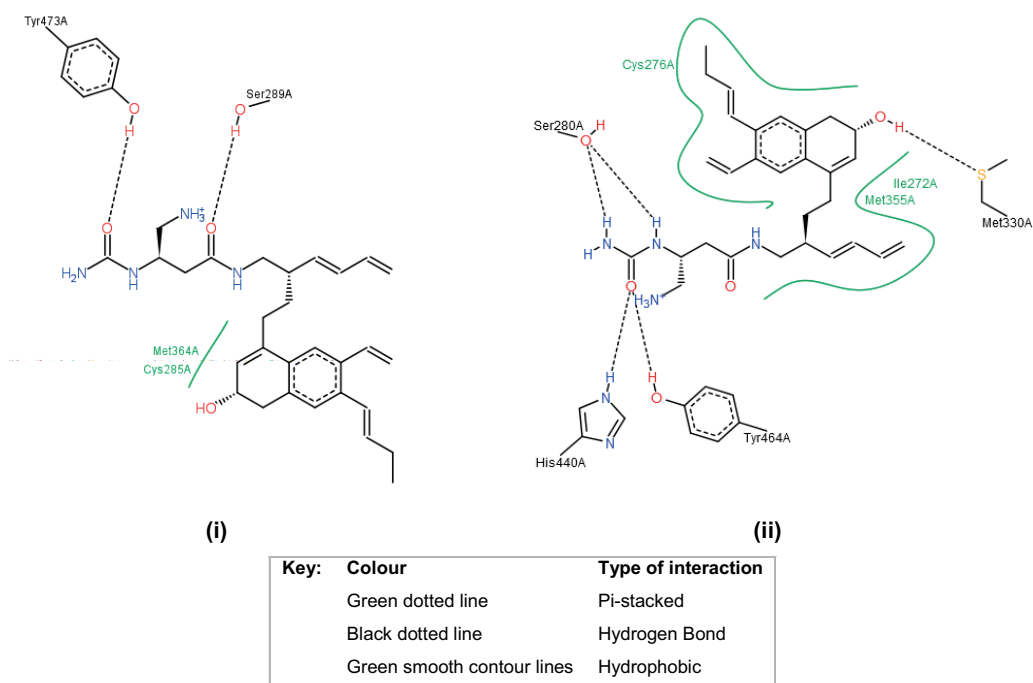 Tyr473A
Ser289A
O
H
O
H
O
NH3+
O
H2N
N
H
N
H
Met364A
Cys285A
HO
(i)
Cys276A
Ser280A
H
O
O
H
S
Ile272A
Met355A
Met330A
H
H
N
H
N
H
N
O
O
H3N+
H
N
N
H
O
His440A
Tyr464A
(ii)
Key: Colour Type of interaction
Green dotted line Pi-stacked
Black dotted line Hydrogen Bond
Green smooth contour lines Hydrophobic